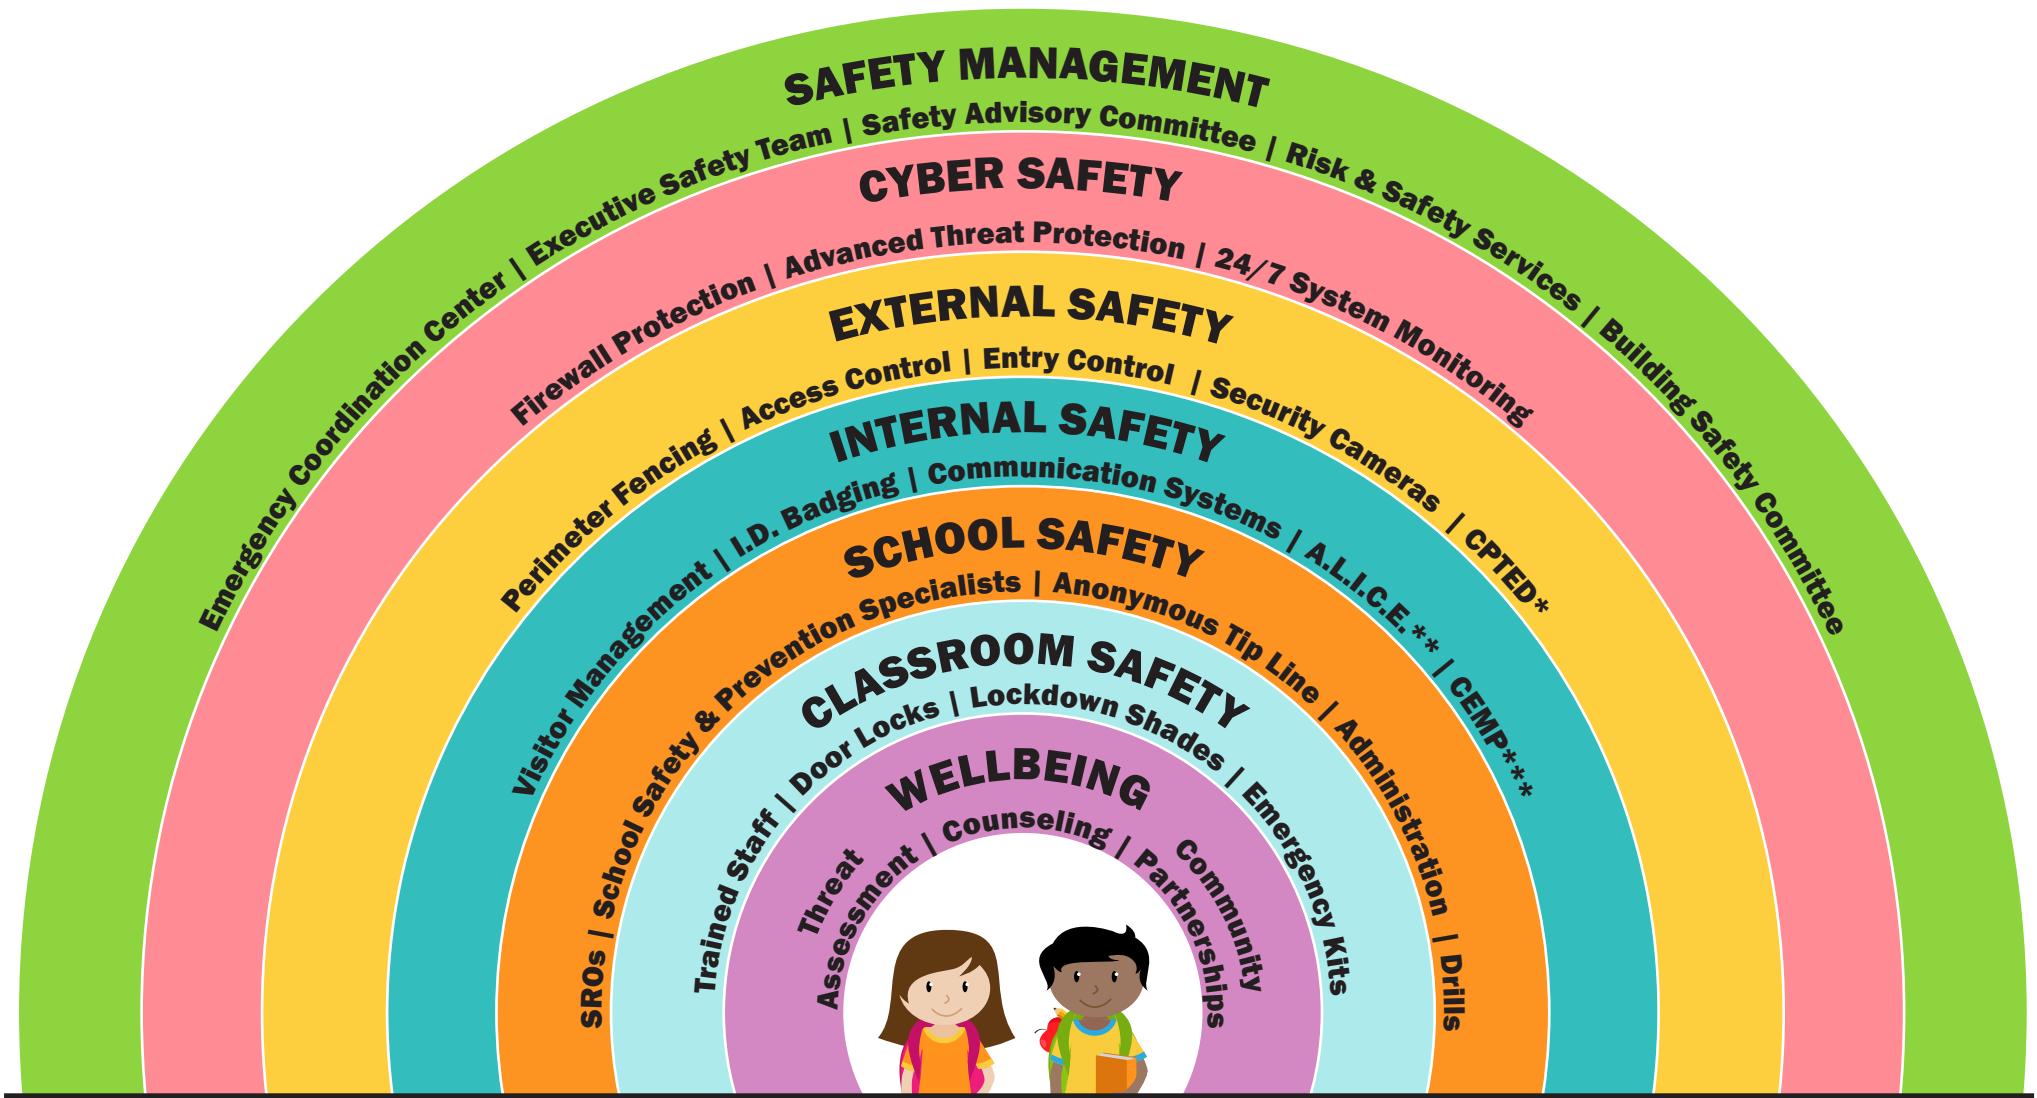 SAFETY MANAGEMENT
Emergency Coordination Center | Executive Safety Team | Safety Advisory Committee | Risk & Safety Services | Building Safety Committee
CYBER SAFETY
Firewall Protection | Advanced Threat Protection | 24/7 System Monitoring
EXTERNAL SAFETY
Perimeter Fencing | Access Control | Entry Control | Security Cameras | CPTED*
INTERNAL SAFETY
Visitor Management | I.D. Badging | Communication Systems | A.L.I.C.E.** | CEMP***
SCHOOL SAFETY
SROs | School Safety & Prevention Specialists | Anonymous Tip Line | Administration | Drills
CLASSROOM SAFETY
Trained Staff | Door Locks | Lockdown Shades | Emergency Kits
WELLBEING
Threat Assessment | Counseling | Community Partnerships